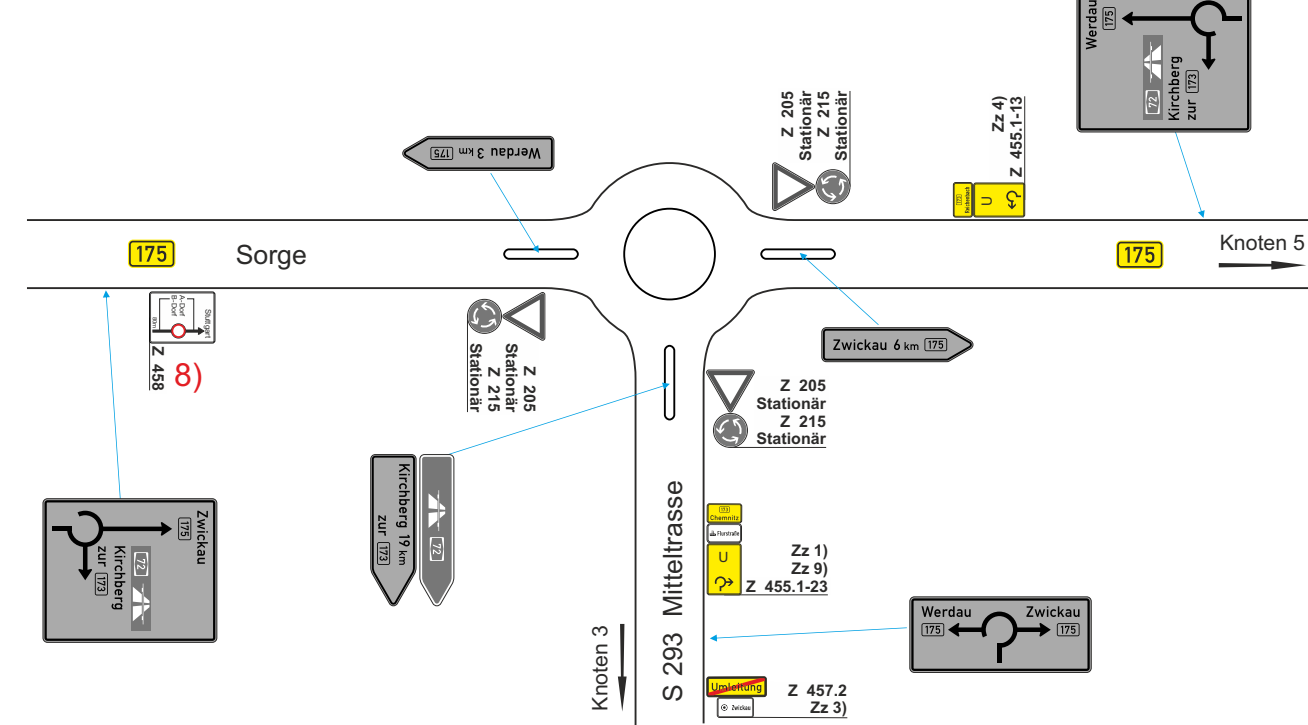 Werdau
175
72
Kirchberg
zur 173
Z 205
Stationär
Z 215
Stationär
Zz 4)
Z 455.1-13
Werdau 3 km 175
173
Reichenbach
U
175
Sorge
175
Knoten 5
Stuttgart
A-Dorf
B-Dorf
80m
Z 458
8)
Z 205
Stationär
Z 215
Stationär
Zwickau 6 km 175
Z 205
Stationär
Z 215
Stationär
Kirchberg 19 km
zur 173
72
Zwickau
175
72
Kirchberg
zur 173
S 293 Mitteltrasse
173
Chemnitz
Flurstraße
U
Zz 1)
Zz 9)
Z 455.1-23
Werdau
175
Zwickau
175
Knoten 3
Umleitung
Zwickau
Z 457.2
Zz 3)